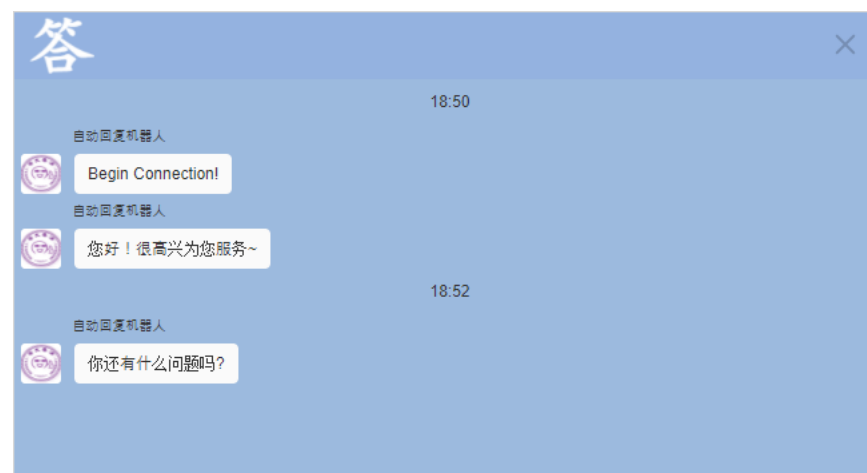 答
18:50
自动回复机器人
Begin Connection!
自动回复机器人
您好！很高兴为您服务~
18:52
自动回复机器人
你还有什么问题吗?